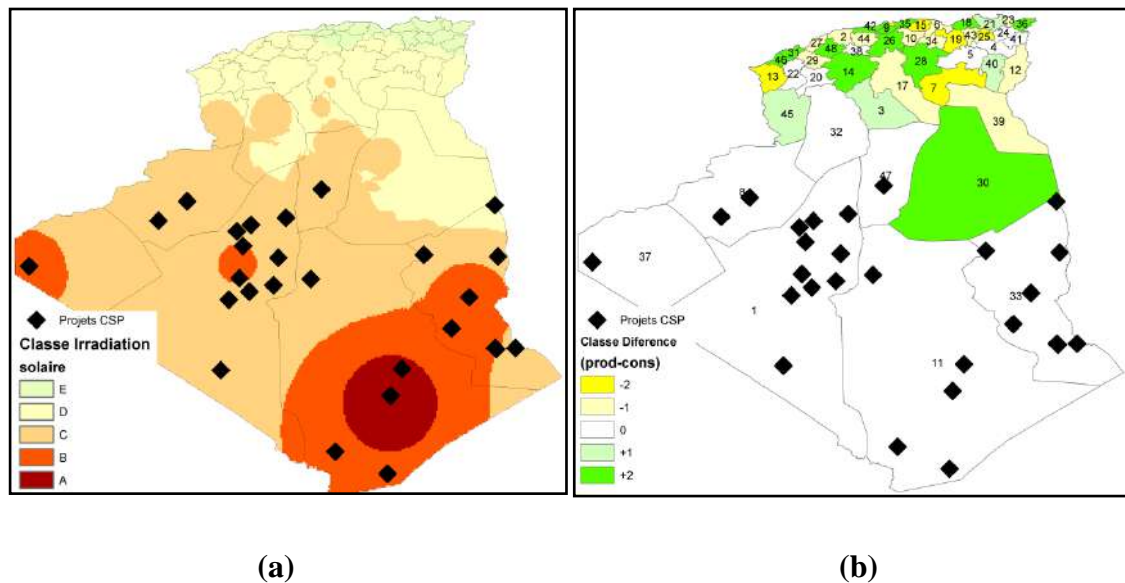 Projets CSP
Classe Irradiation
solaire
E
D
C
B
A
42 9 35 15 6 18 21 23 36
31 27 2 44 26 10 34 19 43 25 24 41
46 48 38 4
13 22 29 20 14 28 5 40 12
17 7
45 3
39
32
30
47
8
37
33
1
11
Projets CSP
Classe Diference
(prod-cons)
-2
-1
0
+1
+2
(a)
(b)